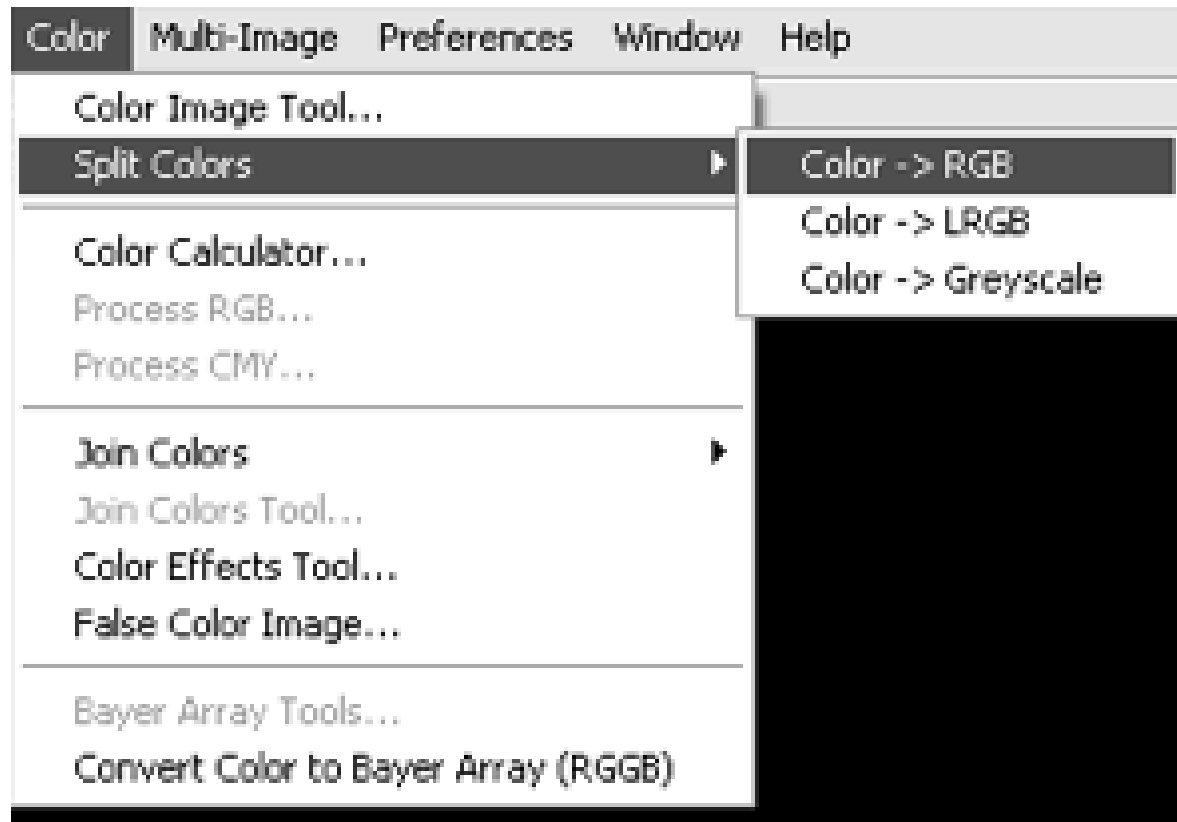 Color Multi-Image Preferences Window Help
Color Image Tool...
Split Colors
Color -> RGB
Color -> LRGB
Color -> Greyscale
Color Calculator...
Process RGB...
Process CMY...
Join Colors
Join Colors Tool...
Color Effects Tool...
False Color Image...
Bayer Array Tools...
Convert Color to Bayer Array (RGGB)